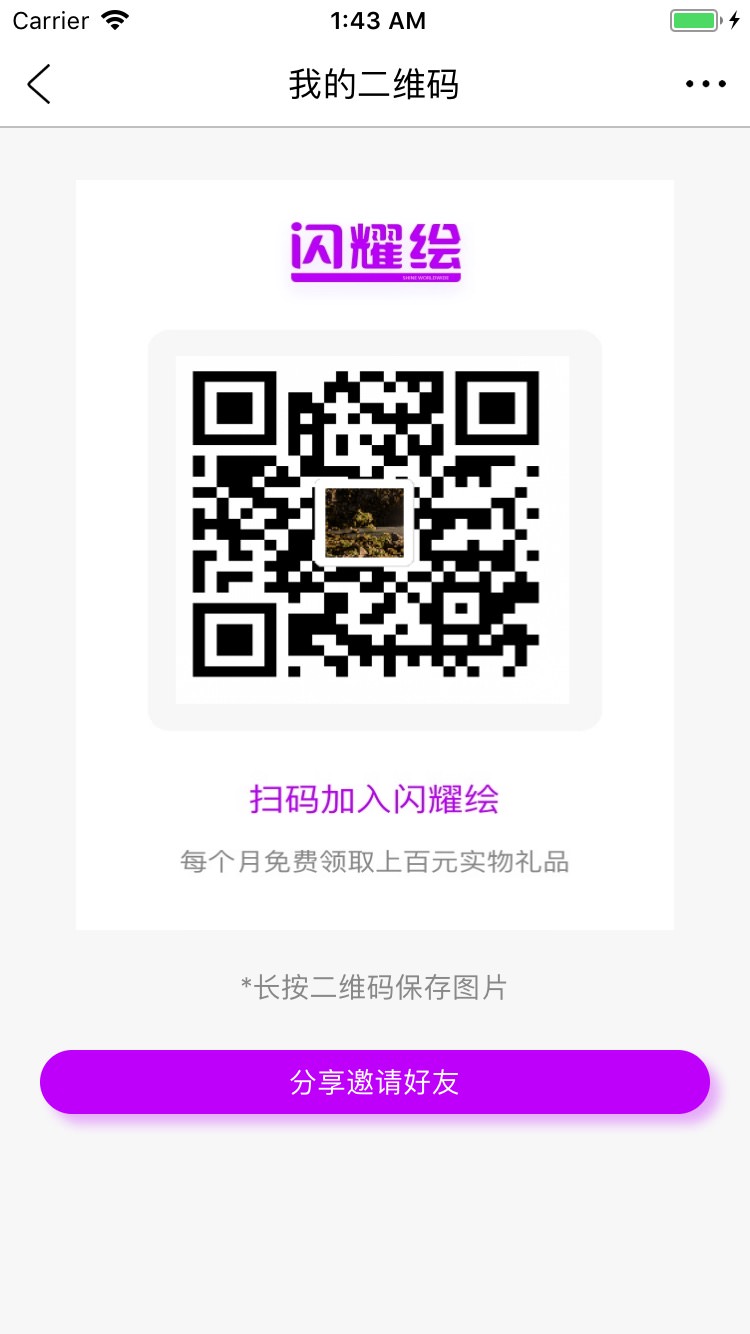 Carrier 1:43 AM
我的二维码
闪耀绘
SHINE WORLDWIDE
扫码加入闪耀绘
每个月免费领取上百元实物礼品
*长按二维码保存图片
分享邀请好友